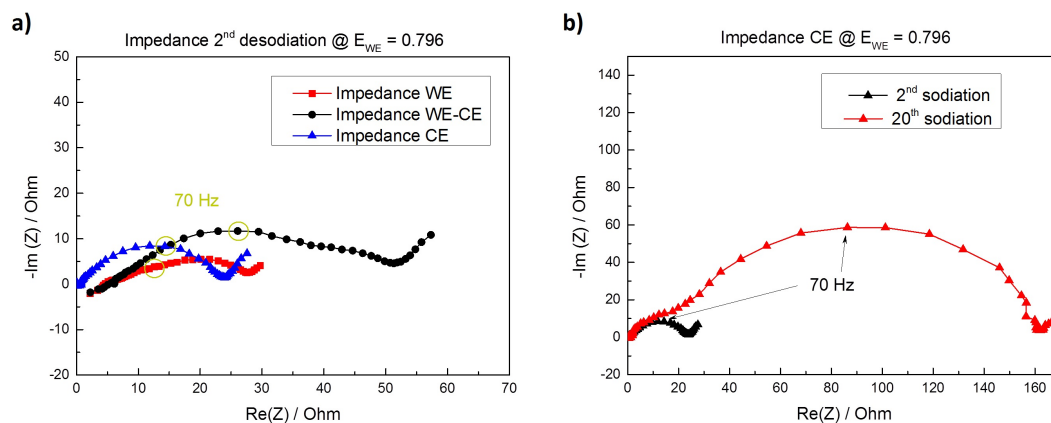 a)
Impedance 2nd desodiation @ EWE = 0.796
50
40
30
20
10
0
-10
-20
-Im (Z) / Ohm
Impedance WE
Impedance WE-CE
Impedance CE
70 Hz
0 10 20 30 40 50 60 70
Re(Z) / Ohm
b)
Impedance CE @ EWE = 0.796
140
120
100
80
60
40
20
0
-20
-Im(Z) / Ohm
2nd sodiation
20th sodiation
70 Hz
0 20 40 60 80 100 120 140 160
Re(Z) / Ohm